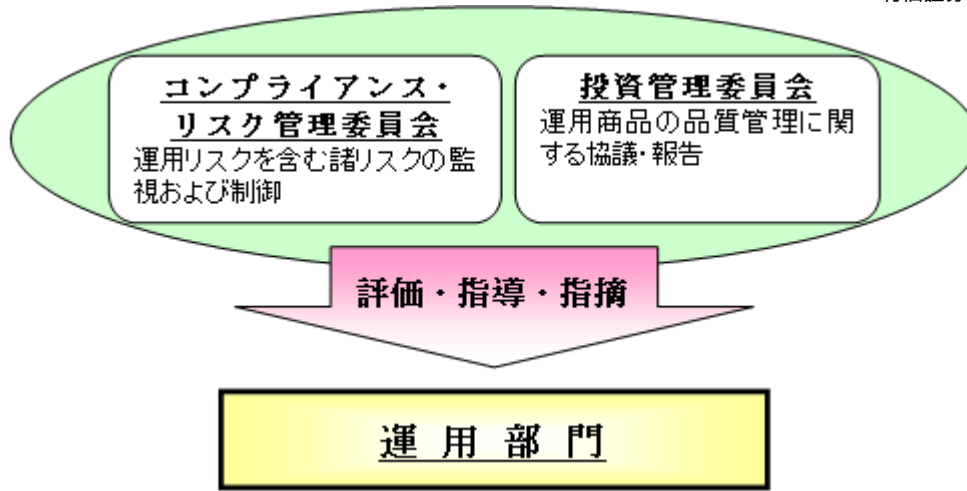 コンプライアンス・
リスク管理委員会
運用リスクを含む諸リスクの監
視および制御
投資管理委員会
運用商品の品質管理に関
する協議・報告
評価・指導・指摘
運用部門